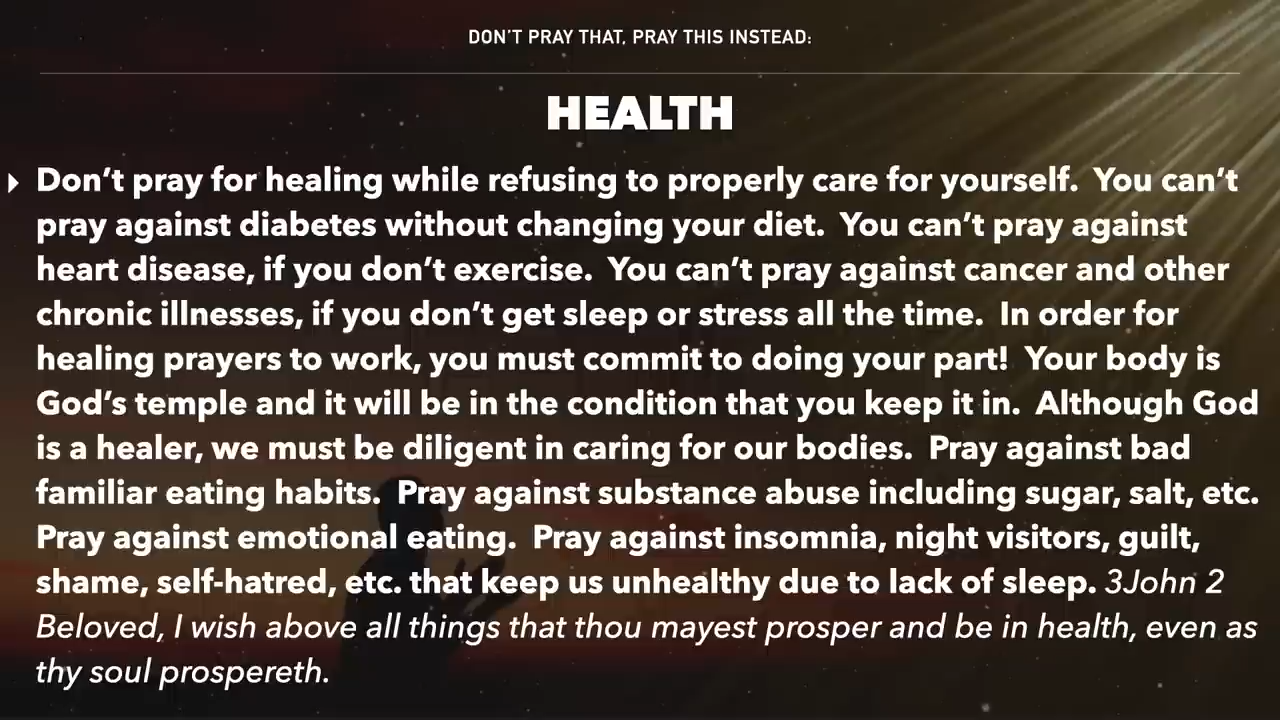 DON’T PRAY THAT, PRAY THIS INSTEAD:
HEALTH
Don’t pray for healing while refusing to properly care for yourself. You can’t
pray against diabetes without changing your diet. You can’t pray against
heart disease, if you don’t exercise. You can’t pray against cancer and other
chronic illnesses, if you don’t get sleep or stress all the time. In order for
healing prayers to work, you must commit to doing your part! Your body is
God’s temple and it will be in the condition that you keep it in. Although God
is a healer, we must be diligent in caring for our bodies. Pray against bad
familiar eating habits. Pray against substance abuse including sugar, salt, etc.
Pray against emotional eating. Pray against insomnia, night visitors, guilt,
shame, self-hatred, etc. that keep us unhealthy due to lack of sleep. 3John 2
Beloved, I wish above all things that thou mayest prosper and be in health, even as
thy soul prospereth.